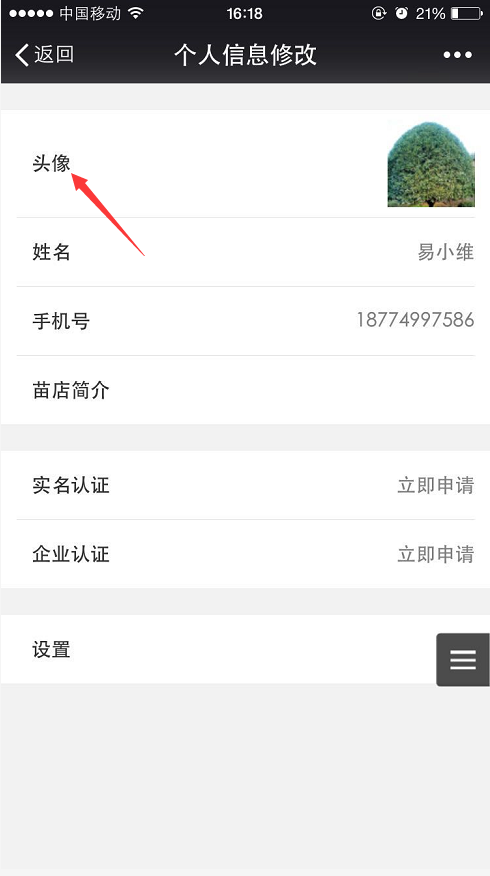 中国移动 16:18 21%
返回 个人信息修改
头像
姓名 易小维
手机号 18774997586
苗店简介
实名认证 立即申请
企业认证 立即申请
设置